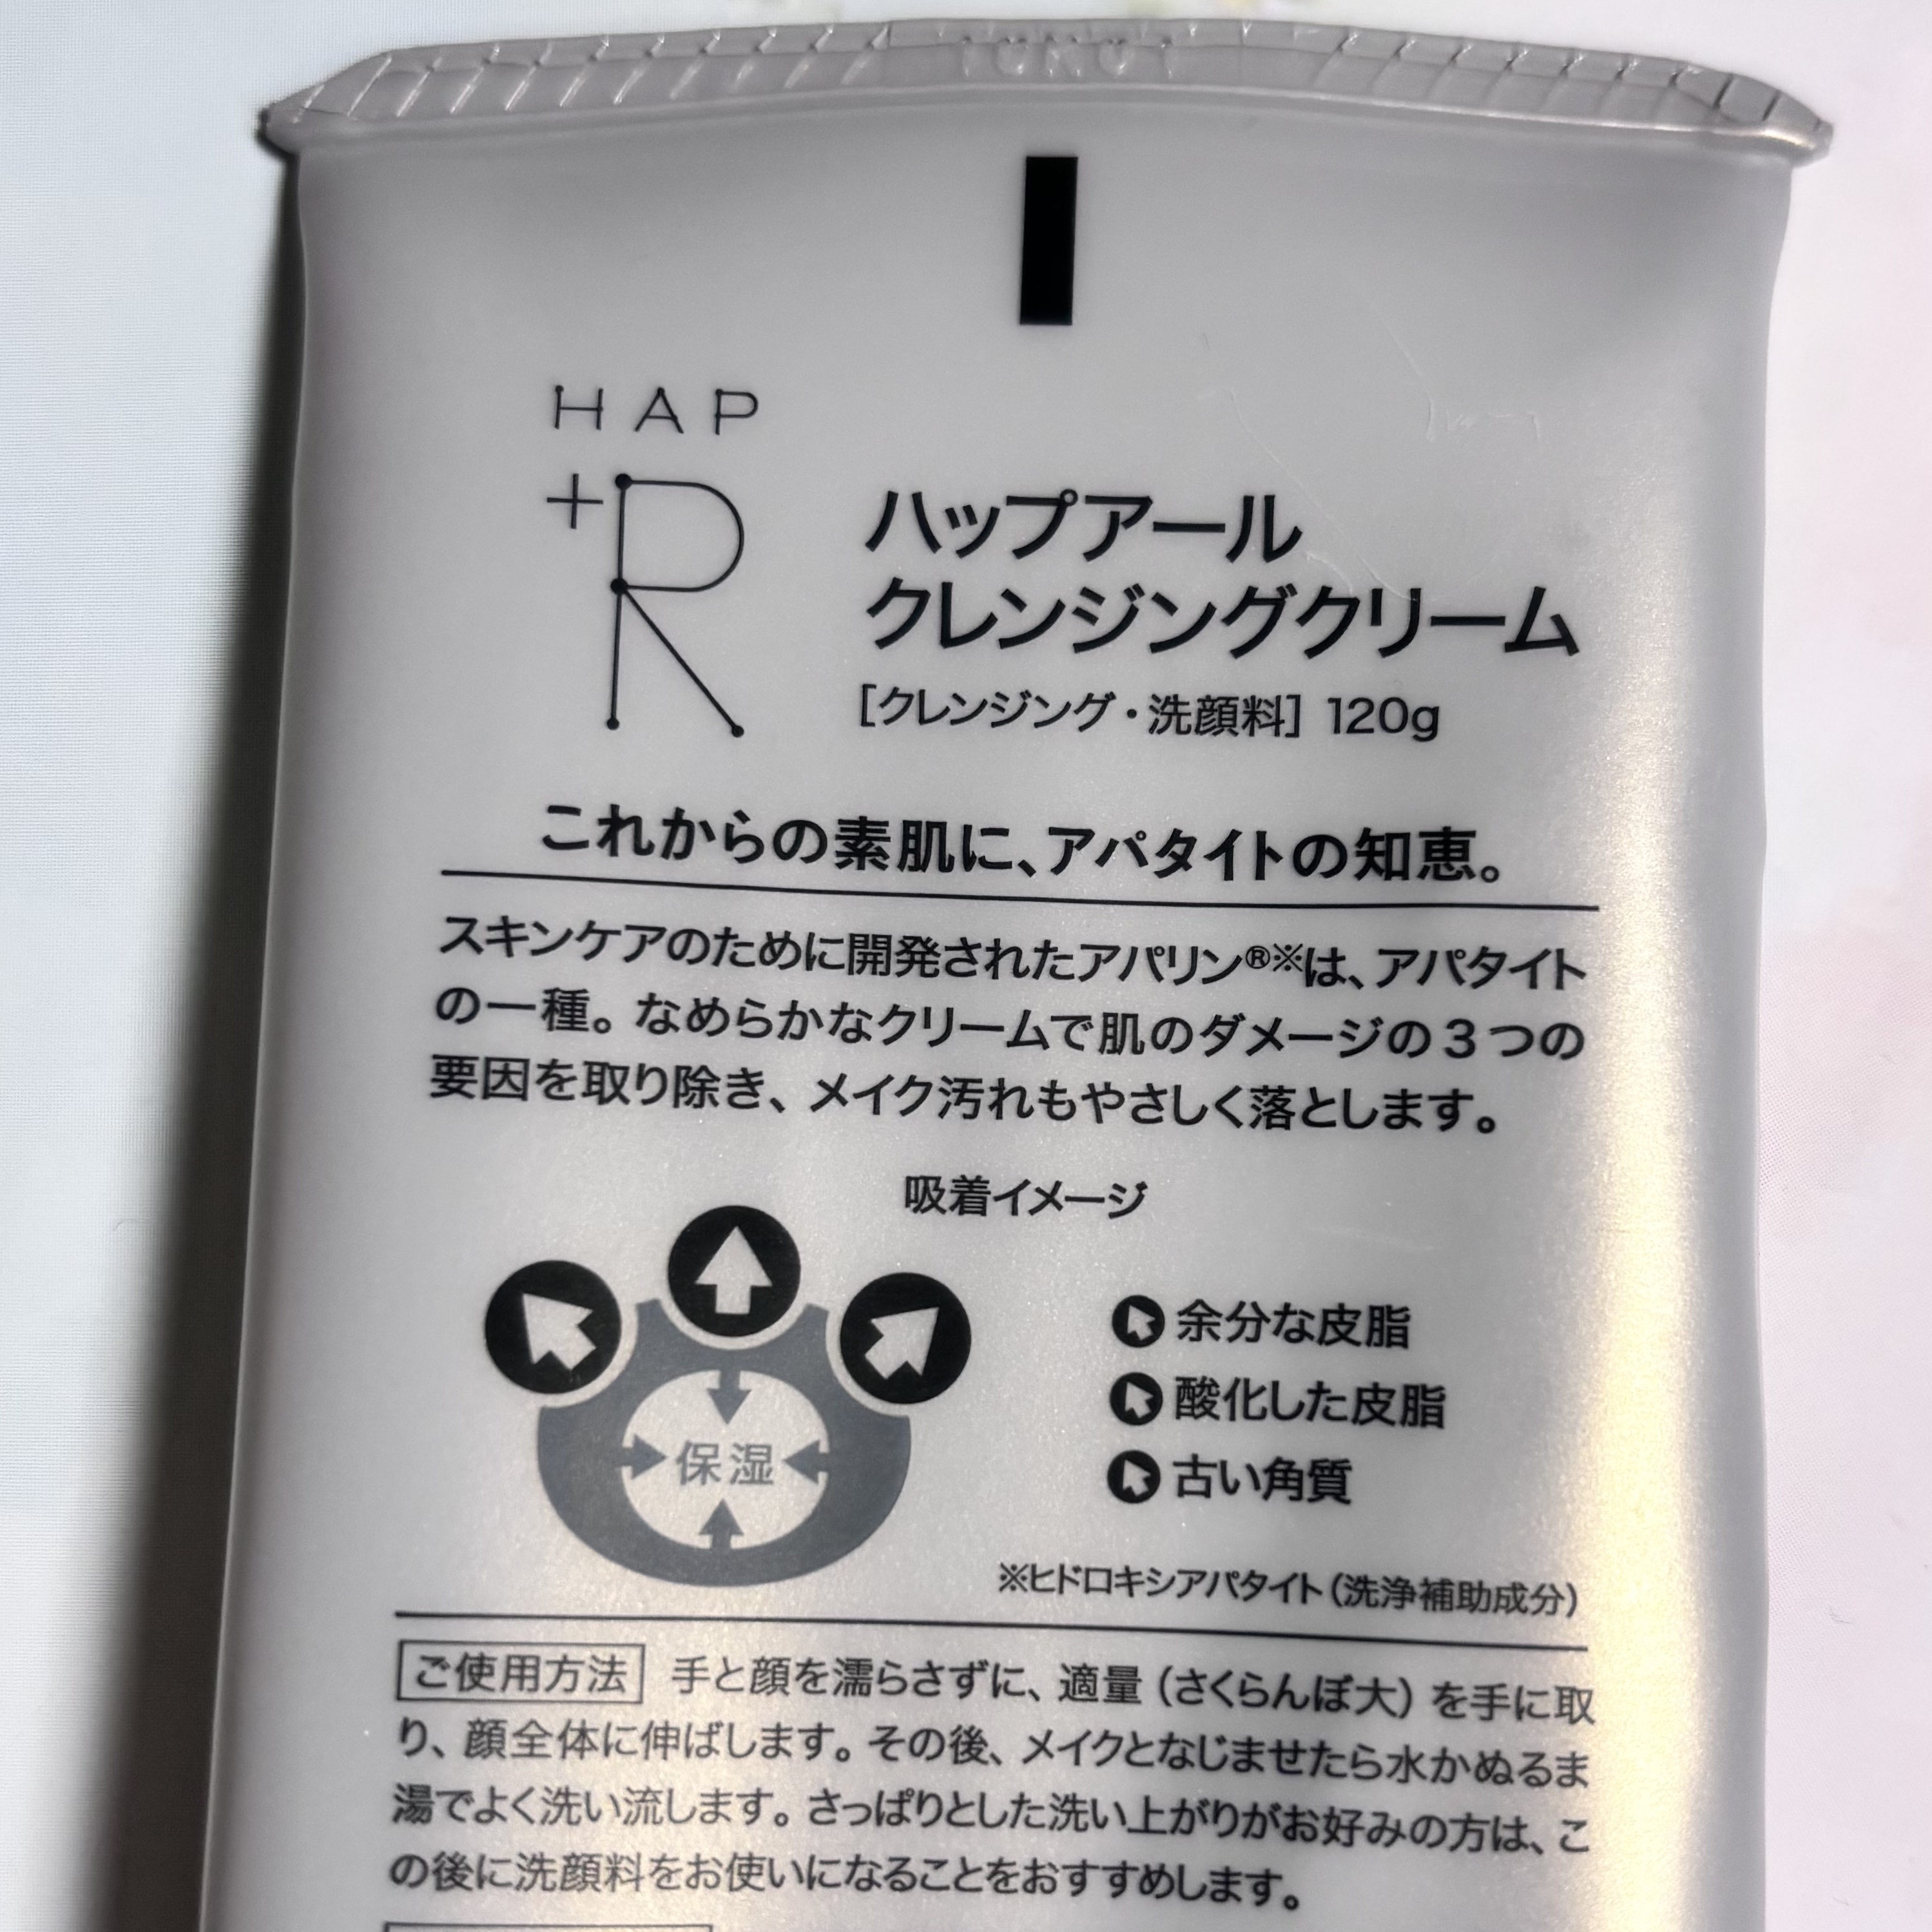 HAP
+R
ハップアール
クレンジングクリーム
[クレンジング・洗顔料] 120g
これからの素肌に、アパタイトの知恵。
スキンケアのために開発されたアパリン®※は、アパタイト
の一種。なめらかなクリームで肌のダメージの3つの
要因を取り除き、メイク汚れもやさしく落とします。
吸着イメージ
保湿
余分な皮脂
酸化した皮脂
古い角質
※ヒドロキシアパタイト(洗浄補助成分)
ご使用方法 手と顔を濡らさずに、適量(さくらんぼ大)を手に取
り、顔全体に伸ばします。その後、メイクとなじませたら水かぬるま
湯でよく洗い流します。さっぱりとした洗い上がりがお好みの方は、こ
の後に洗顔料をお使いになることをおすすめします。